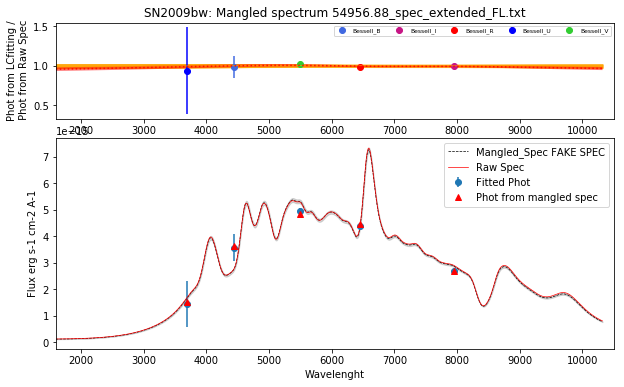 SN2009bw: Mangled spectrum 54956.88_spec_extended_FL.txt
Phot from LCfitting /
Phot from Raw Spec
1.5
1.0
0.5
Bessell_B Bessell_I Bessell_R Bessell_U Bessell_V
2000 3000 4000 5000 6000 7000 8000 9000 10000
Flux erg s-1 cm-2 A-1
7
6
5
4
3
2
1
0
Mangled_Spec FAKE SPEC
Raw Spec
Fitted Phot
Phot from mangled spec
2000 3000 4000 5000 6000 7000 8000 9000 10000
Wavelenght